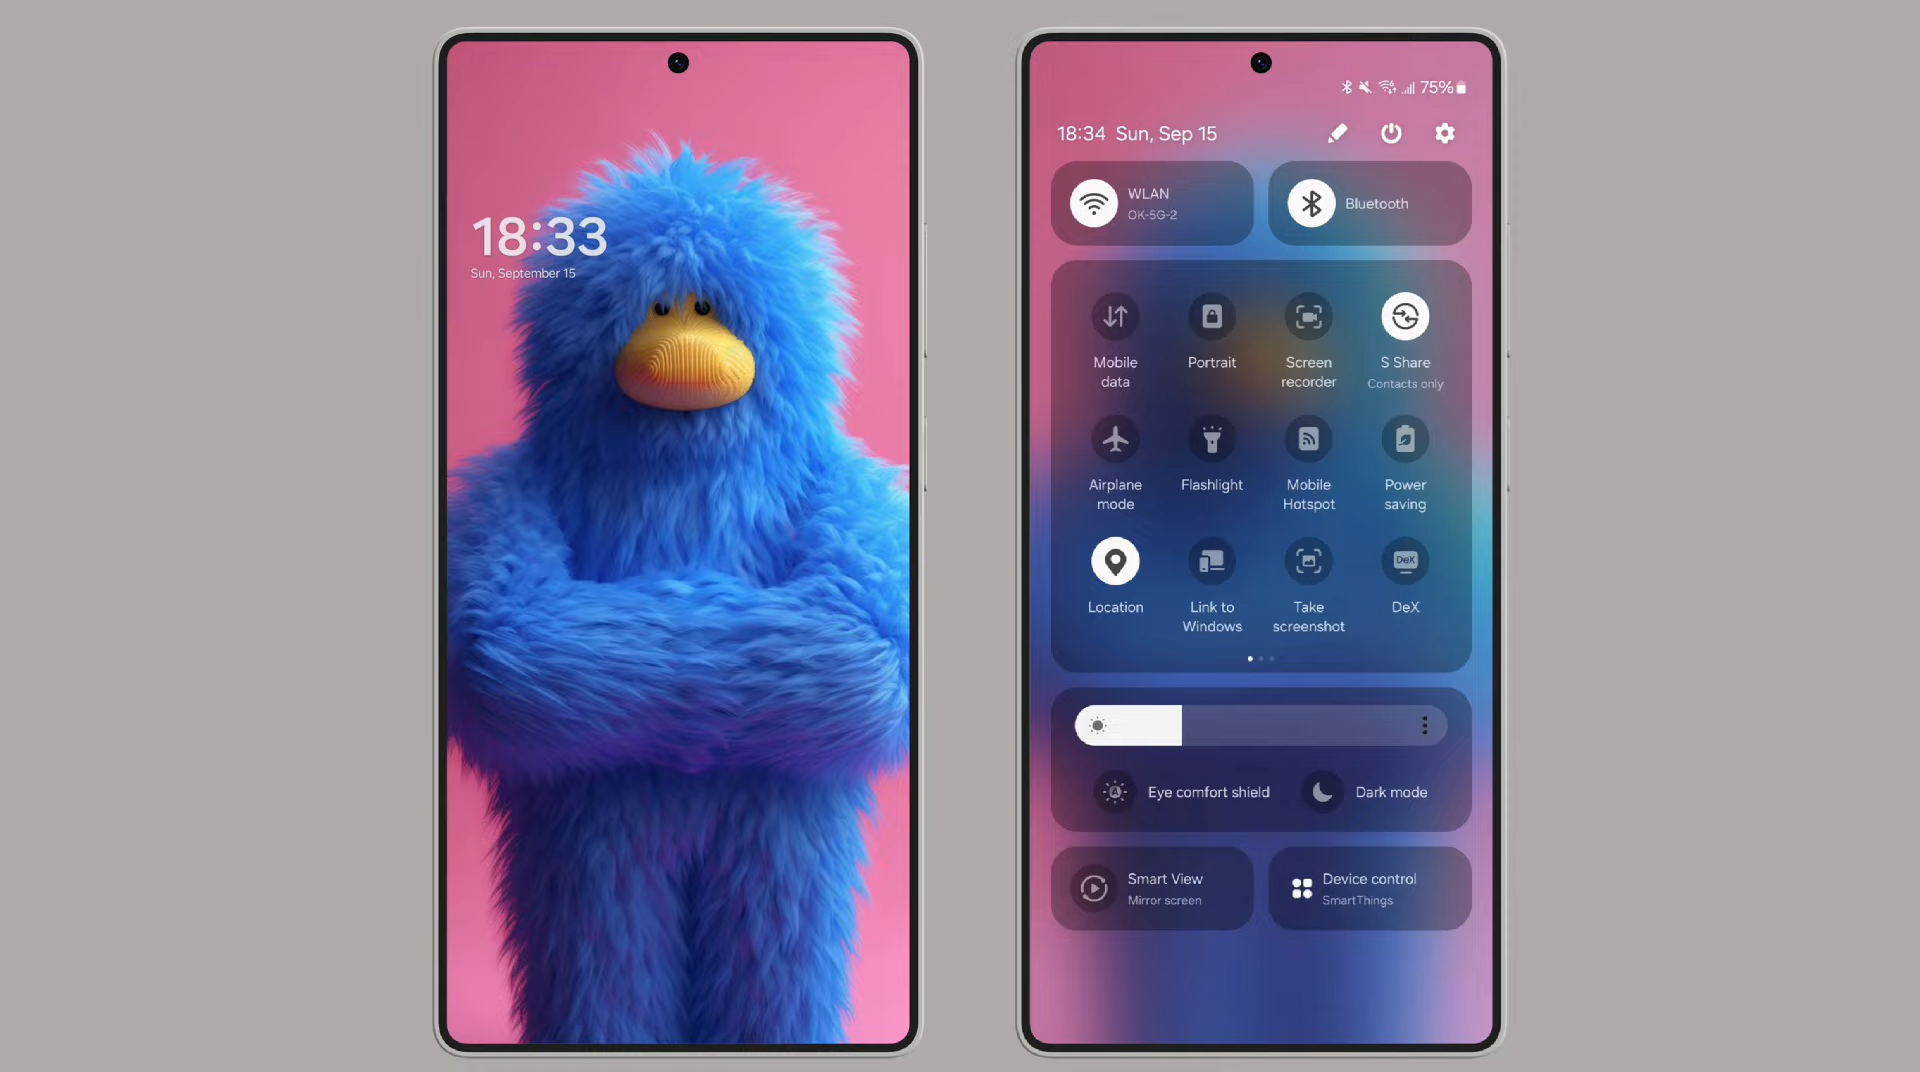 18:33
Sun, September 15
75%
18:34 Sun, Sep 15
WLAN
OK-5G-2
Bluetooth
Mobile
data
Portrait
Screen
recorder
S Share
Contacts only
Airplane
mode
Flashlight
Mobile
Hotspot
Power
saving
Location
Link to
Windows
Take
screenshot
DeX
DeX
Eye comfort shield
Dark mode
Smart View
Mirror screen
Device control
SmartThings